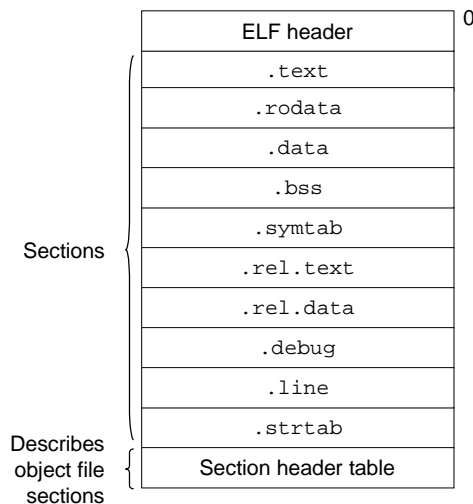 0
ELF header
.text
.rodata
.data
.bss
.symtab
Sections
.rel.text
.rel.data
.debug
.line
.strtab
Describes
object file
sections
Section header table